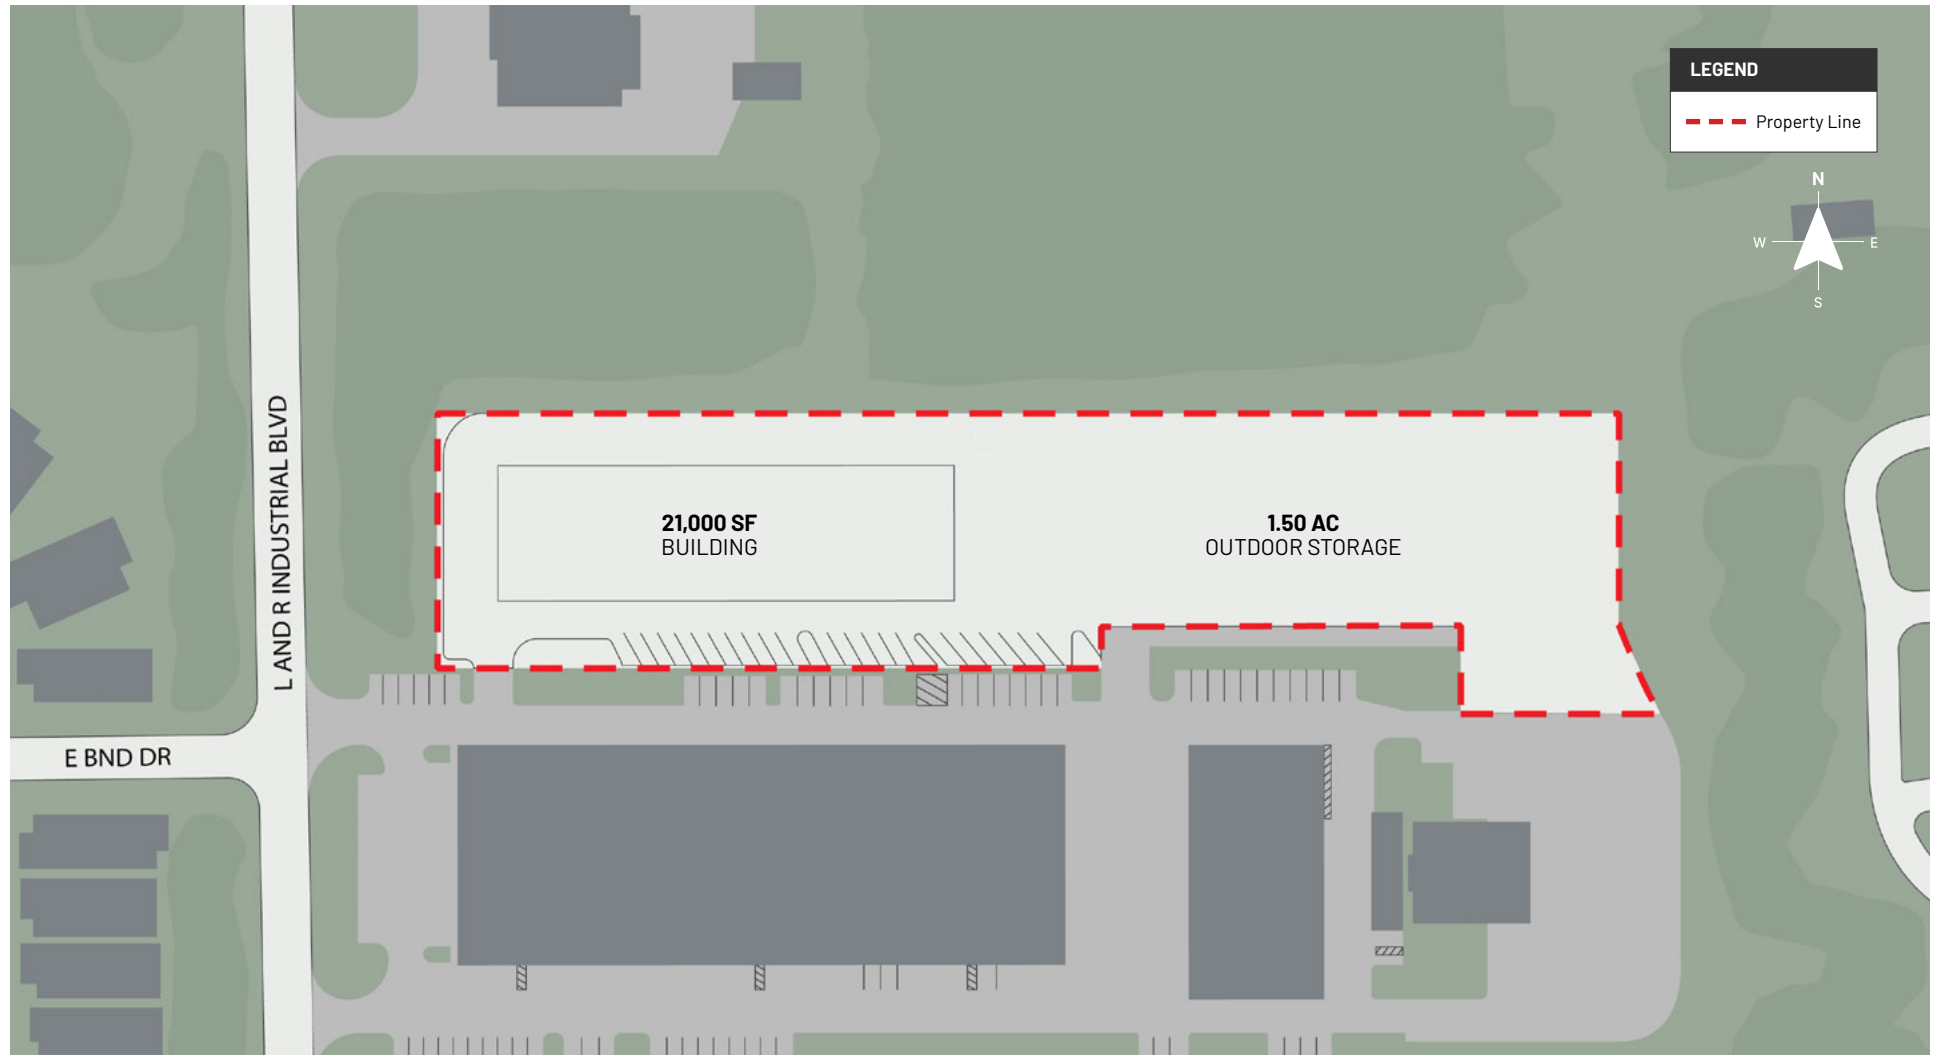 LEGEND
Property Line
N
W E
S
L AND R INDUSTRIAL BLVD
21,000 SF
BUILDING
1.50 AC
OUTDOOR STORAGE
E BND DR